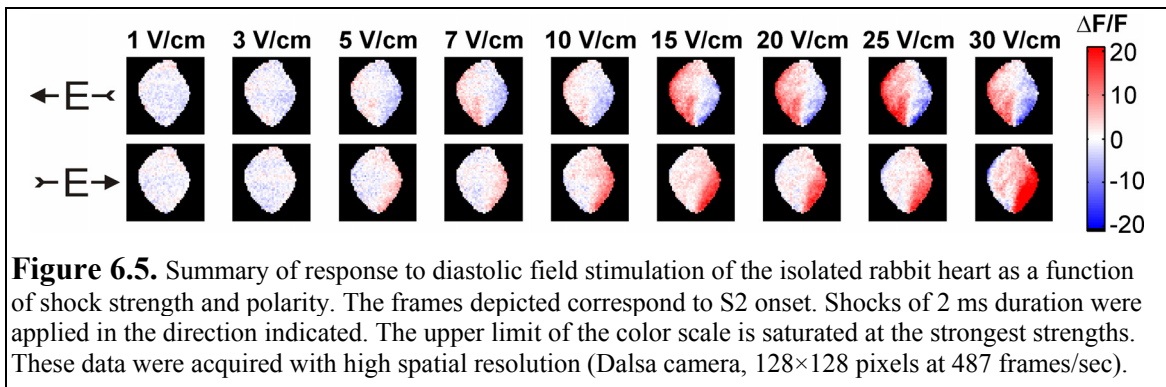 1 V/cm 3 V/cm 5 V/cm 7 V/cm 10 V/cm 15 V/cm 20 V/cm 25 V/cm 30 V/cm ΔF/F
20
10
0
-10
-20
E
E
Figure 6.5. Summary of response to diastolic field stimulation of the isolated rabbit heart as a function
of shock strength and polarity. The frames depicted correspond to S2 onset. Shocks of 2 ms duration were
applied in the direction indicated. The upper limit of the color scale is saturated at the strongest strengths.
These data were acquired with high spatial resolution (Dalsa camera, 128×128 pixels at 487 frames/sec).